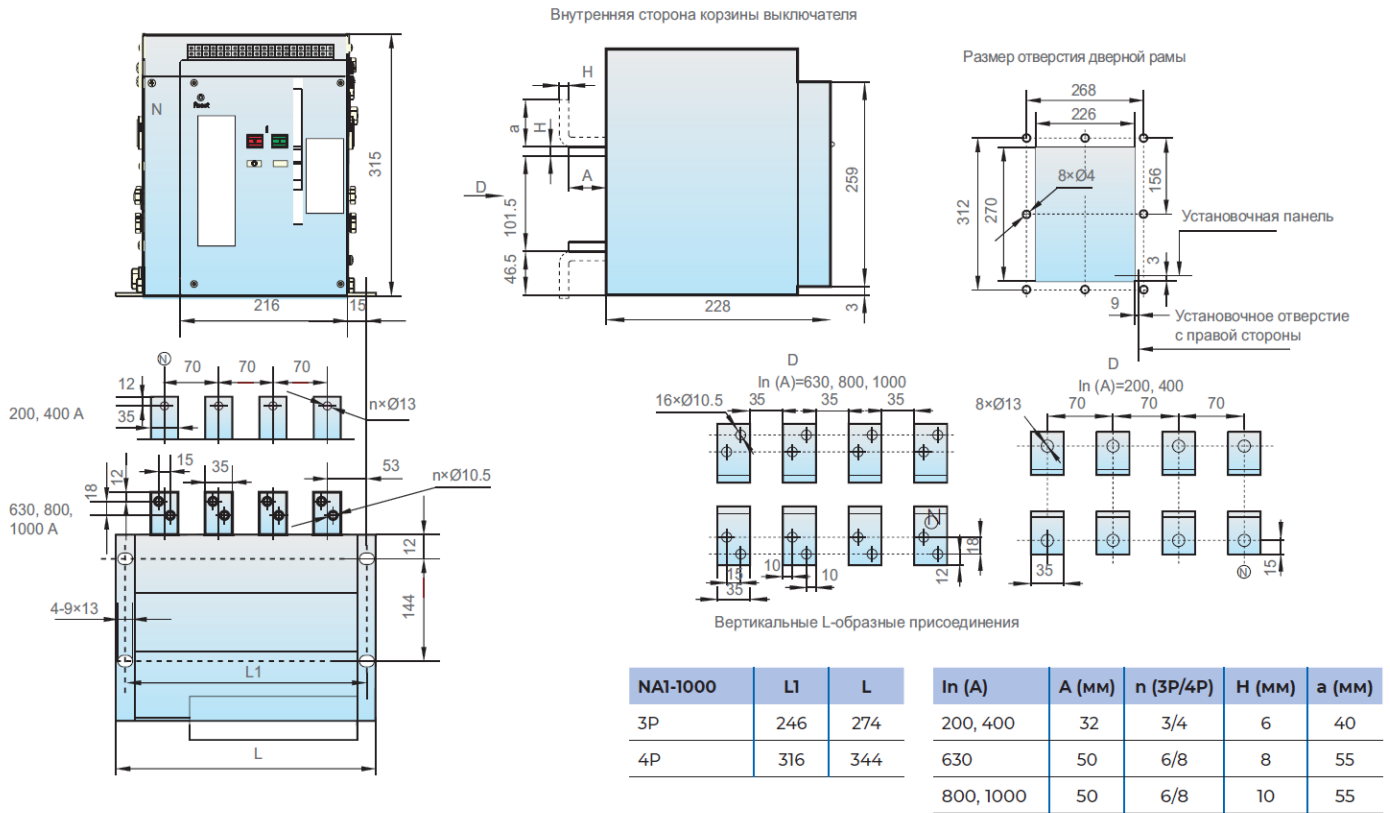 Внутренняя сторона корзины выключателя
N
Reset
315
216
15
H
a
H
A
D
101.5
46.5
259
228
3
Размер отверстия дверной рамы
268
226
8×Ø4
312
270
156
3
9
Установочная панель
Установочное отверстие
с правой стороны
N
70
70
70
12
35
200, 400 A
n×Ø13
15
35
12
18
53
n×Ø10.5
630, 800,
1000 A
12
144
4-9×13
L1
L
D
In (A)=630, 800, 1000
16×Ø10.5
35
35
35
N
15
35
10
10
12
18
D
In (A)=200, 400
8×Ø13
70
70
70
35
N
15
Вертикальные L-образные присоединения
NA1-1000 L1 L
3P 246 274
4P 316 344
In (A) A (мм) n (3P/4P) H (мм) a (мм)
200, 400 32 3/4 6 40
630 50 6/8 8 55
800, 1000 50 6/8 10 55